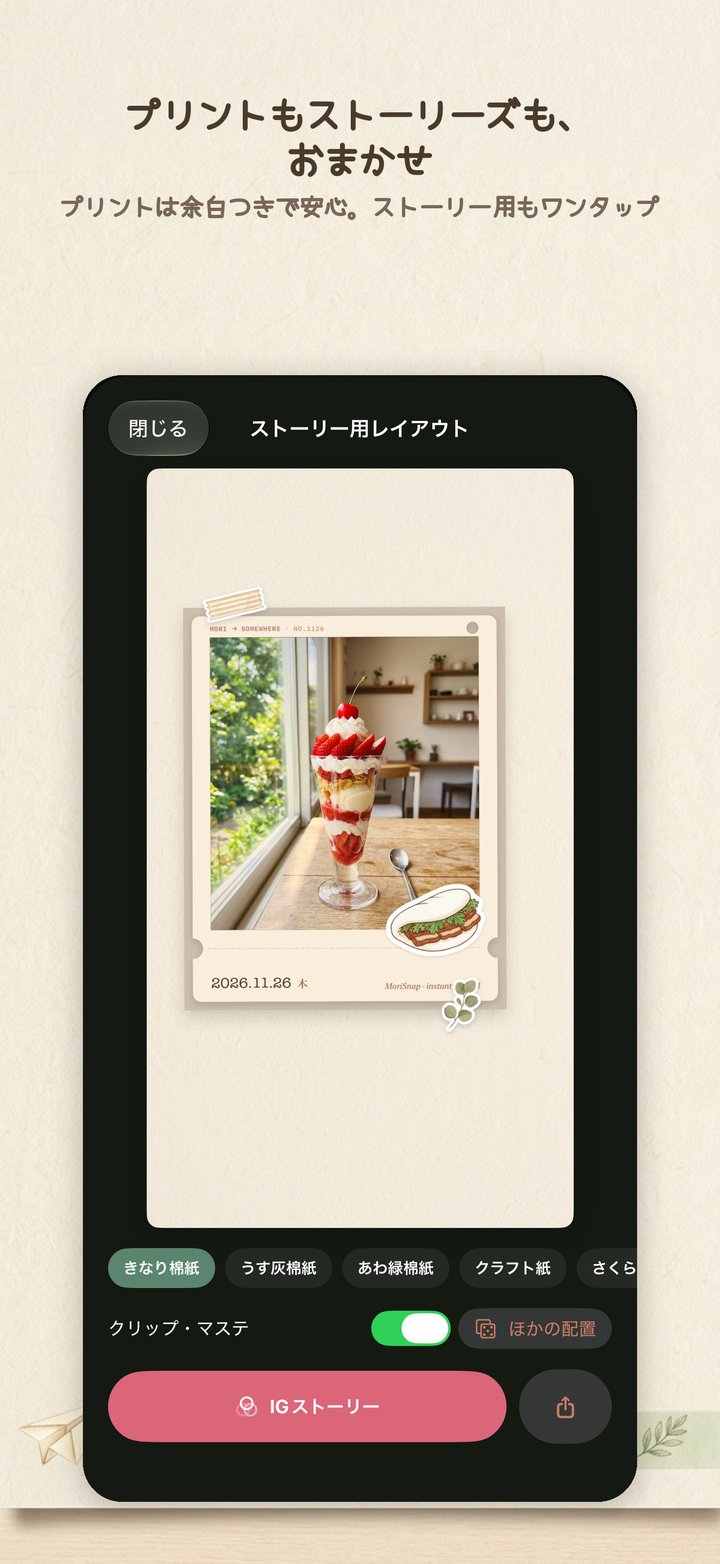 プリントもストーリーズも、
おまかせ
プリントは余白つきで安心。ストーリー用もワンタップ
閉じる
ストーリー用レイアウト
MORI → SOMEWHERE · NO.1126
2026.11.26 木
MoriSnap · instant
きなり棉紙
うす灰棉紙
あわ緑棉紙
クラフト紙
さくら
クリップ・マステ
ほかの配置
IGストーリー